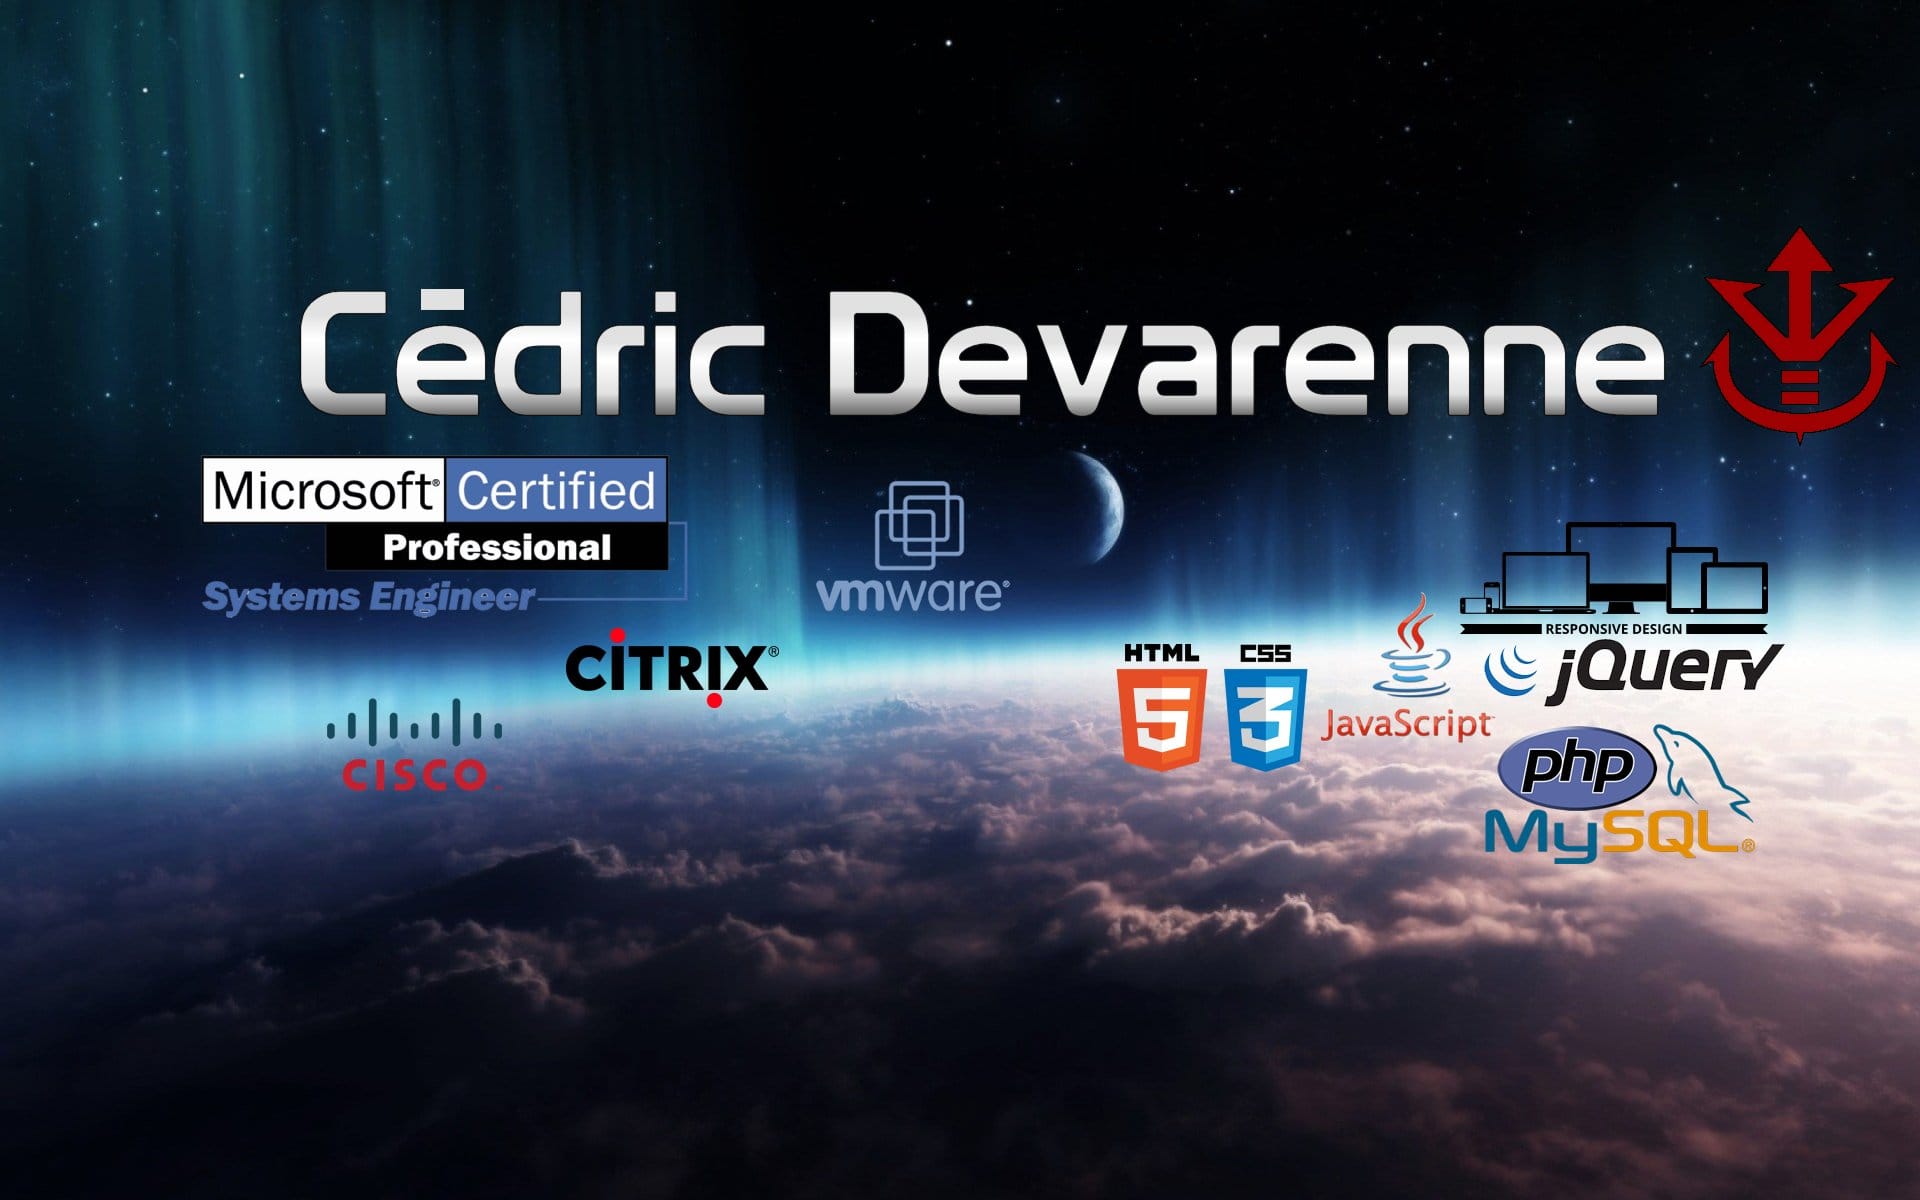 Cédric Devarenne
Microsoft® Certified
Professional
Systems Engineer
vmware®
CITRIX®
CISCO
RESPONSIVE DESIGN
HTML
5
CSS
3
JavaScript
jQuery
php
MySQL®